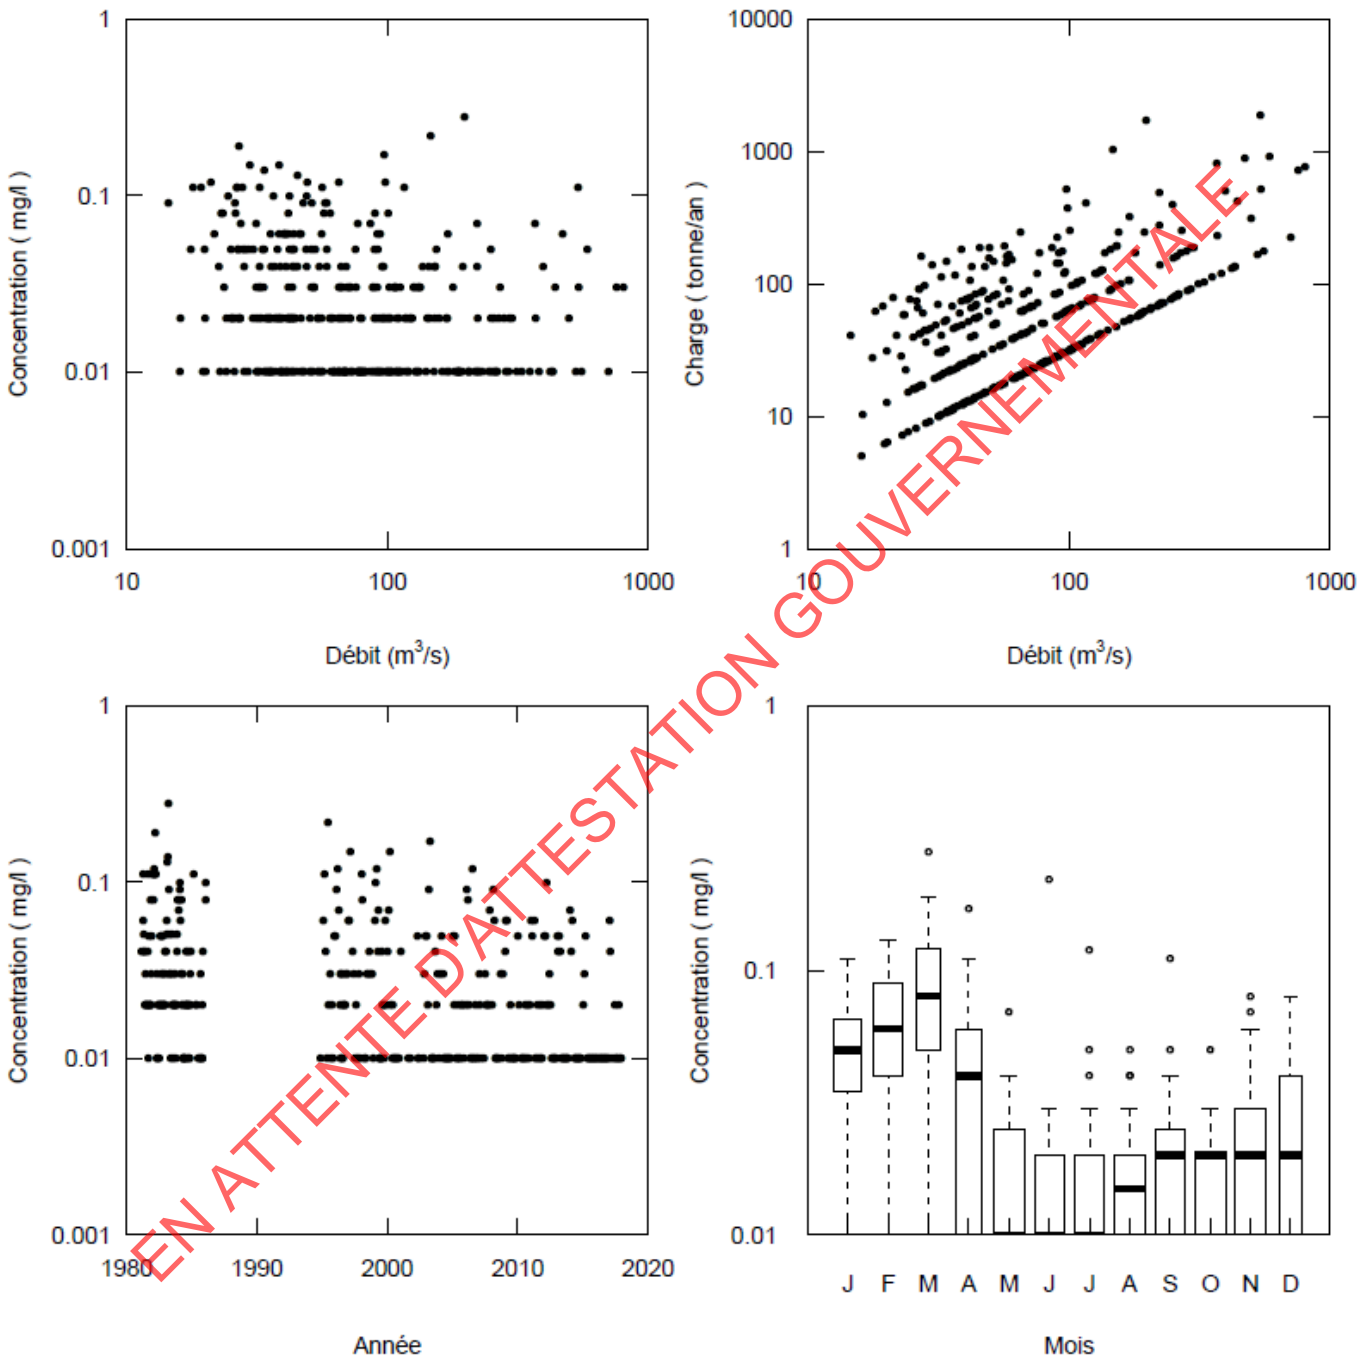 1
0.1
0.01
0.001
10
100
1000
Concentration ( mg/l )
Débit (m³/s)
10000
1000
100
10
1
10
100
1000
Charge ( tonne/an )
Débit (m³/s)
1
0.1
0.01
0.001
1980
1990
2000
2010
2020
Concentration ( mg/l )
Année
1
0.1
0.01
J F M A M J J A S O N D
Concentration ( mg/l )
Mois
EN ATTENTE D'ATTESTATION GOUVERNEMENTALE